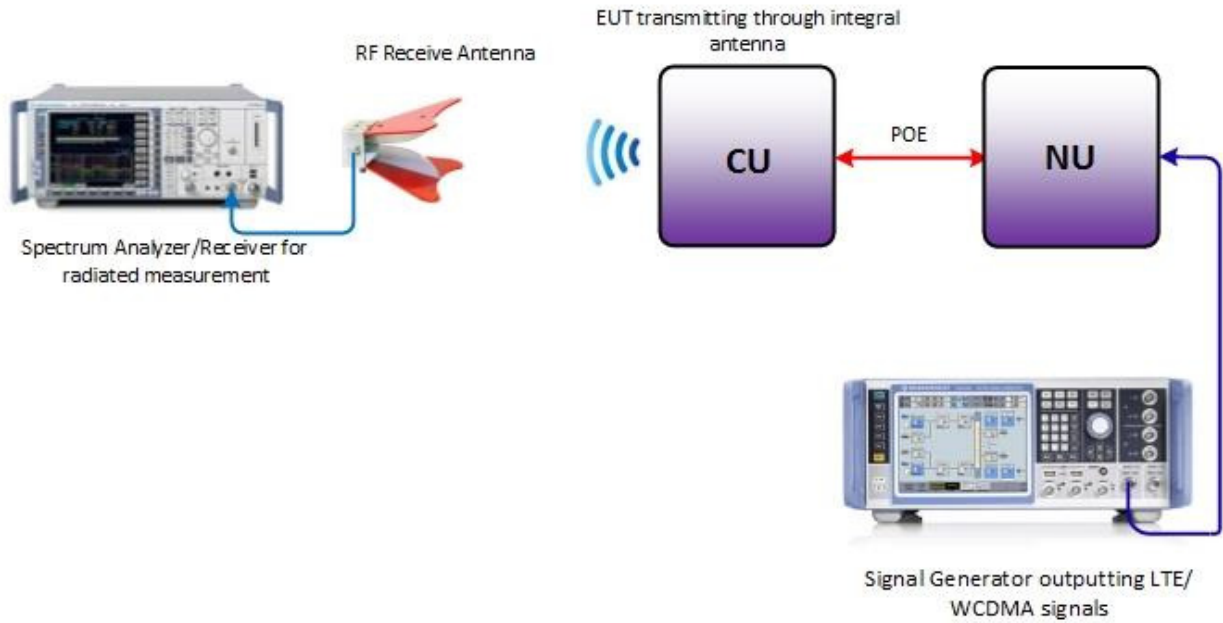 EUT transmitting through integral
antenna
RF Receive Antenna
CU
POE
NU
Spectrum Analyzer/Receiver for
radiated measurement
Signal Generator outputting LTE/
WCDMA signals